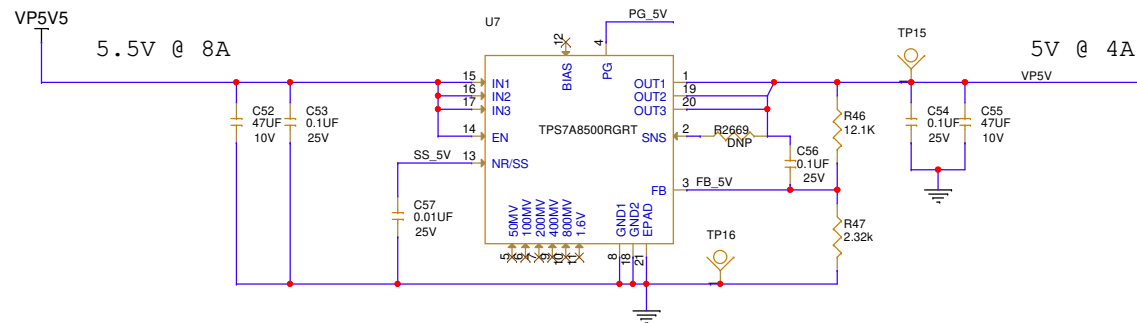 VP5V5
5.5V @ 8A
U7
PG_5V
TP15
5V @ 4A
VP5V
12
4
BIAS
PG
15
IN1
OUT1
1
16
IN2
OUT2
19
17
IN3
OUT3
20
C52
47UF
10V
C53
0.1UF
25V
TPS7A8500RGRT
14
EN
SNS
2
R2669
DNP
R46
12.1K
C54
0.1UF
25V
C55
47UF
10V
SS_5V
13
NR/SS
C56
0.1UF
25V
FB
3
FB_5V
C57
0.01UF
25V
50MV
100MV
200MV
400MV
800MV
1.6V
GND1
GND2
EPAD
R47
2.32k
5
6
7
9
10
11
8
18
21
TP16
1
1